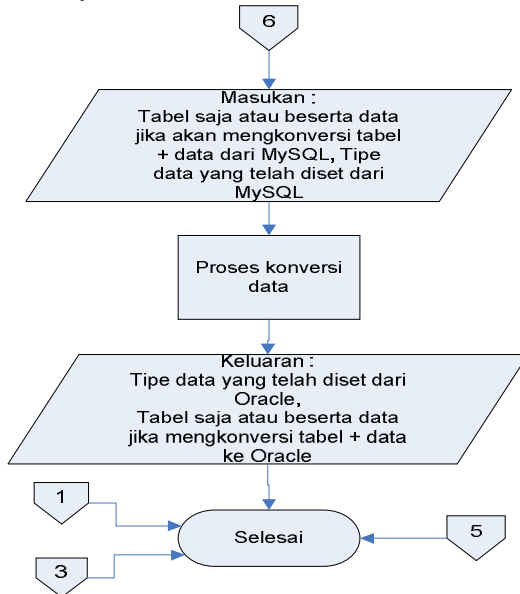 6
Masukan :
Tabel saja atau beserta data
jika akan mengkonversi tabel
+ data dari MySQL, Tipe
data yang telah diset dari
MySQL
Proses konversi
data
Keluaran :
Tipe data yang telah diset dari
Oracle,
Tabel saja atau beserta data
jika mengkonversi tabel + data
ke Oracle
1
Selesai
5
3